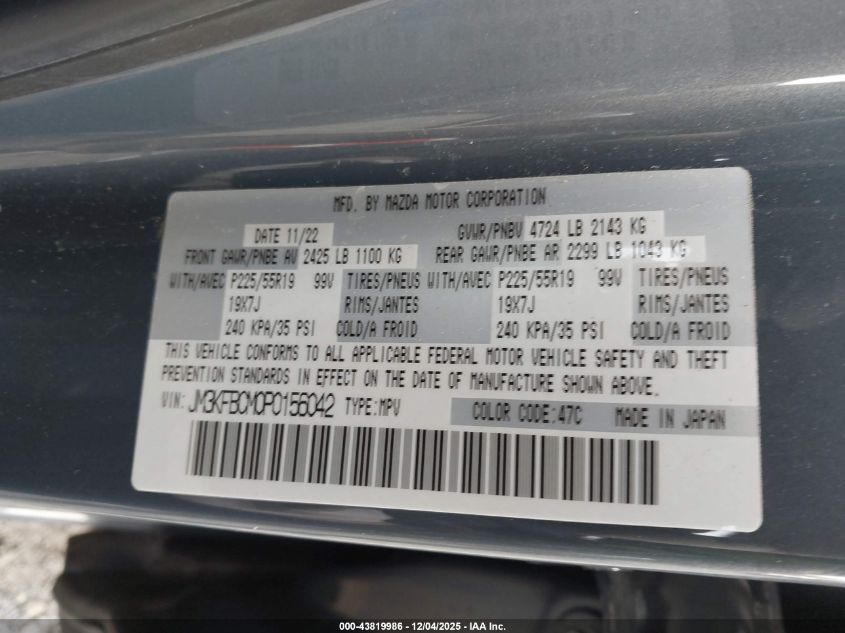 MFD. BY MAZDA MOTOR CORPORATION
DATE 11/22 GVWR/PNBV 4724 LB 2143 KG
FRONT GAWR/PNBE AV 2425 LB 1100 KG REAR GAWR/PNBE AR 2299 LB 1043 KG
WITH/AVEC P225/55R19 99V TIRES/PNEUS WITH/AVEC P225/55R19 99V TIRES/PNEUS
19X7J RIMS/JANTES 19X7J RIMS/JANTES
240 KPA/35 PSI COLD/A FROID 240 KPA/35 PSI COLD/A FROID
THIS VEHICLE CONFORMS TO ALL APPLICABLE FEDERAL MOTOR VEHICLE SAFETY AND THEFT
PREVENTION STANDARDS IN EFFECT ON THE DATE OF MANUFACTURE SHOWN ABOVE.
VIN: JM3KFBCM0P0156042 TYPE:MPV COLOR CODE:47C MADE IN JAPAN
000-43819986 - 12/04/2025 - IAA Inc.